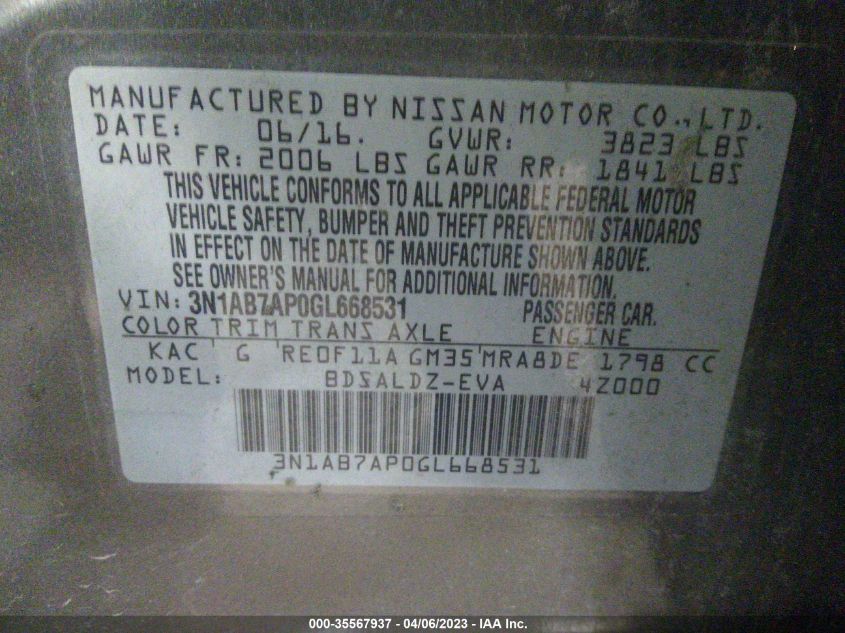 MANUFACTURED BY NISSAN MOTOR CO., LTD.
DATE: 06/16. GVWR: 3823 LBS
GAWR FR: 2006 LBS GAWR RR: 1841 LBS
THIS VEHICLE CONFORMS TO ALL APPLICABLE FEDERAL MOTOR
VEHICLE SAFETY, BUMPER AND THEFT PREVENTION STANDARDS
IN EFFECT ON THE DATE OF MANUFACTURE SHOWN ABOVE.
SEE OWNER'S MANUAL FOR ADDITIONAL INFORMATION.
VIN: 3N1AB7AP0GL668531 PASSENGER CAR.
COLOR TRIM TRANS AXLE ENGINE
KAC G RE0F11A GM35 MRA8DE 1798 CC
MODEL: BDSALDZ-EVA 4Z000
3N1AB7AP0GL668531
000-35567937 - 04/06/2023 - IAA Inc.